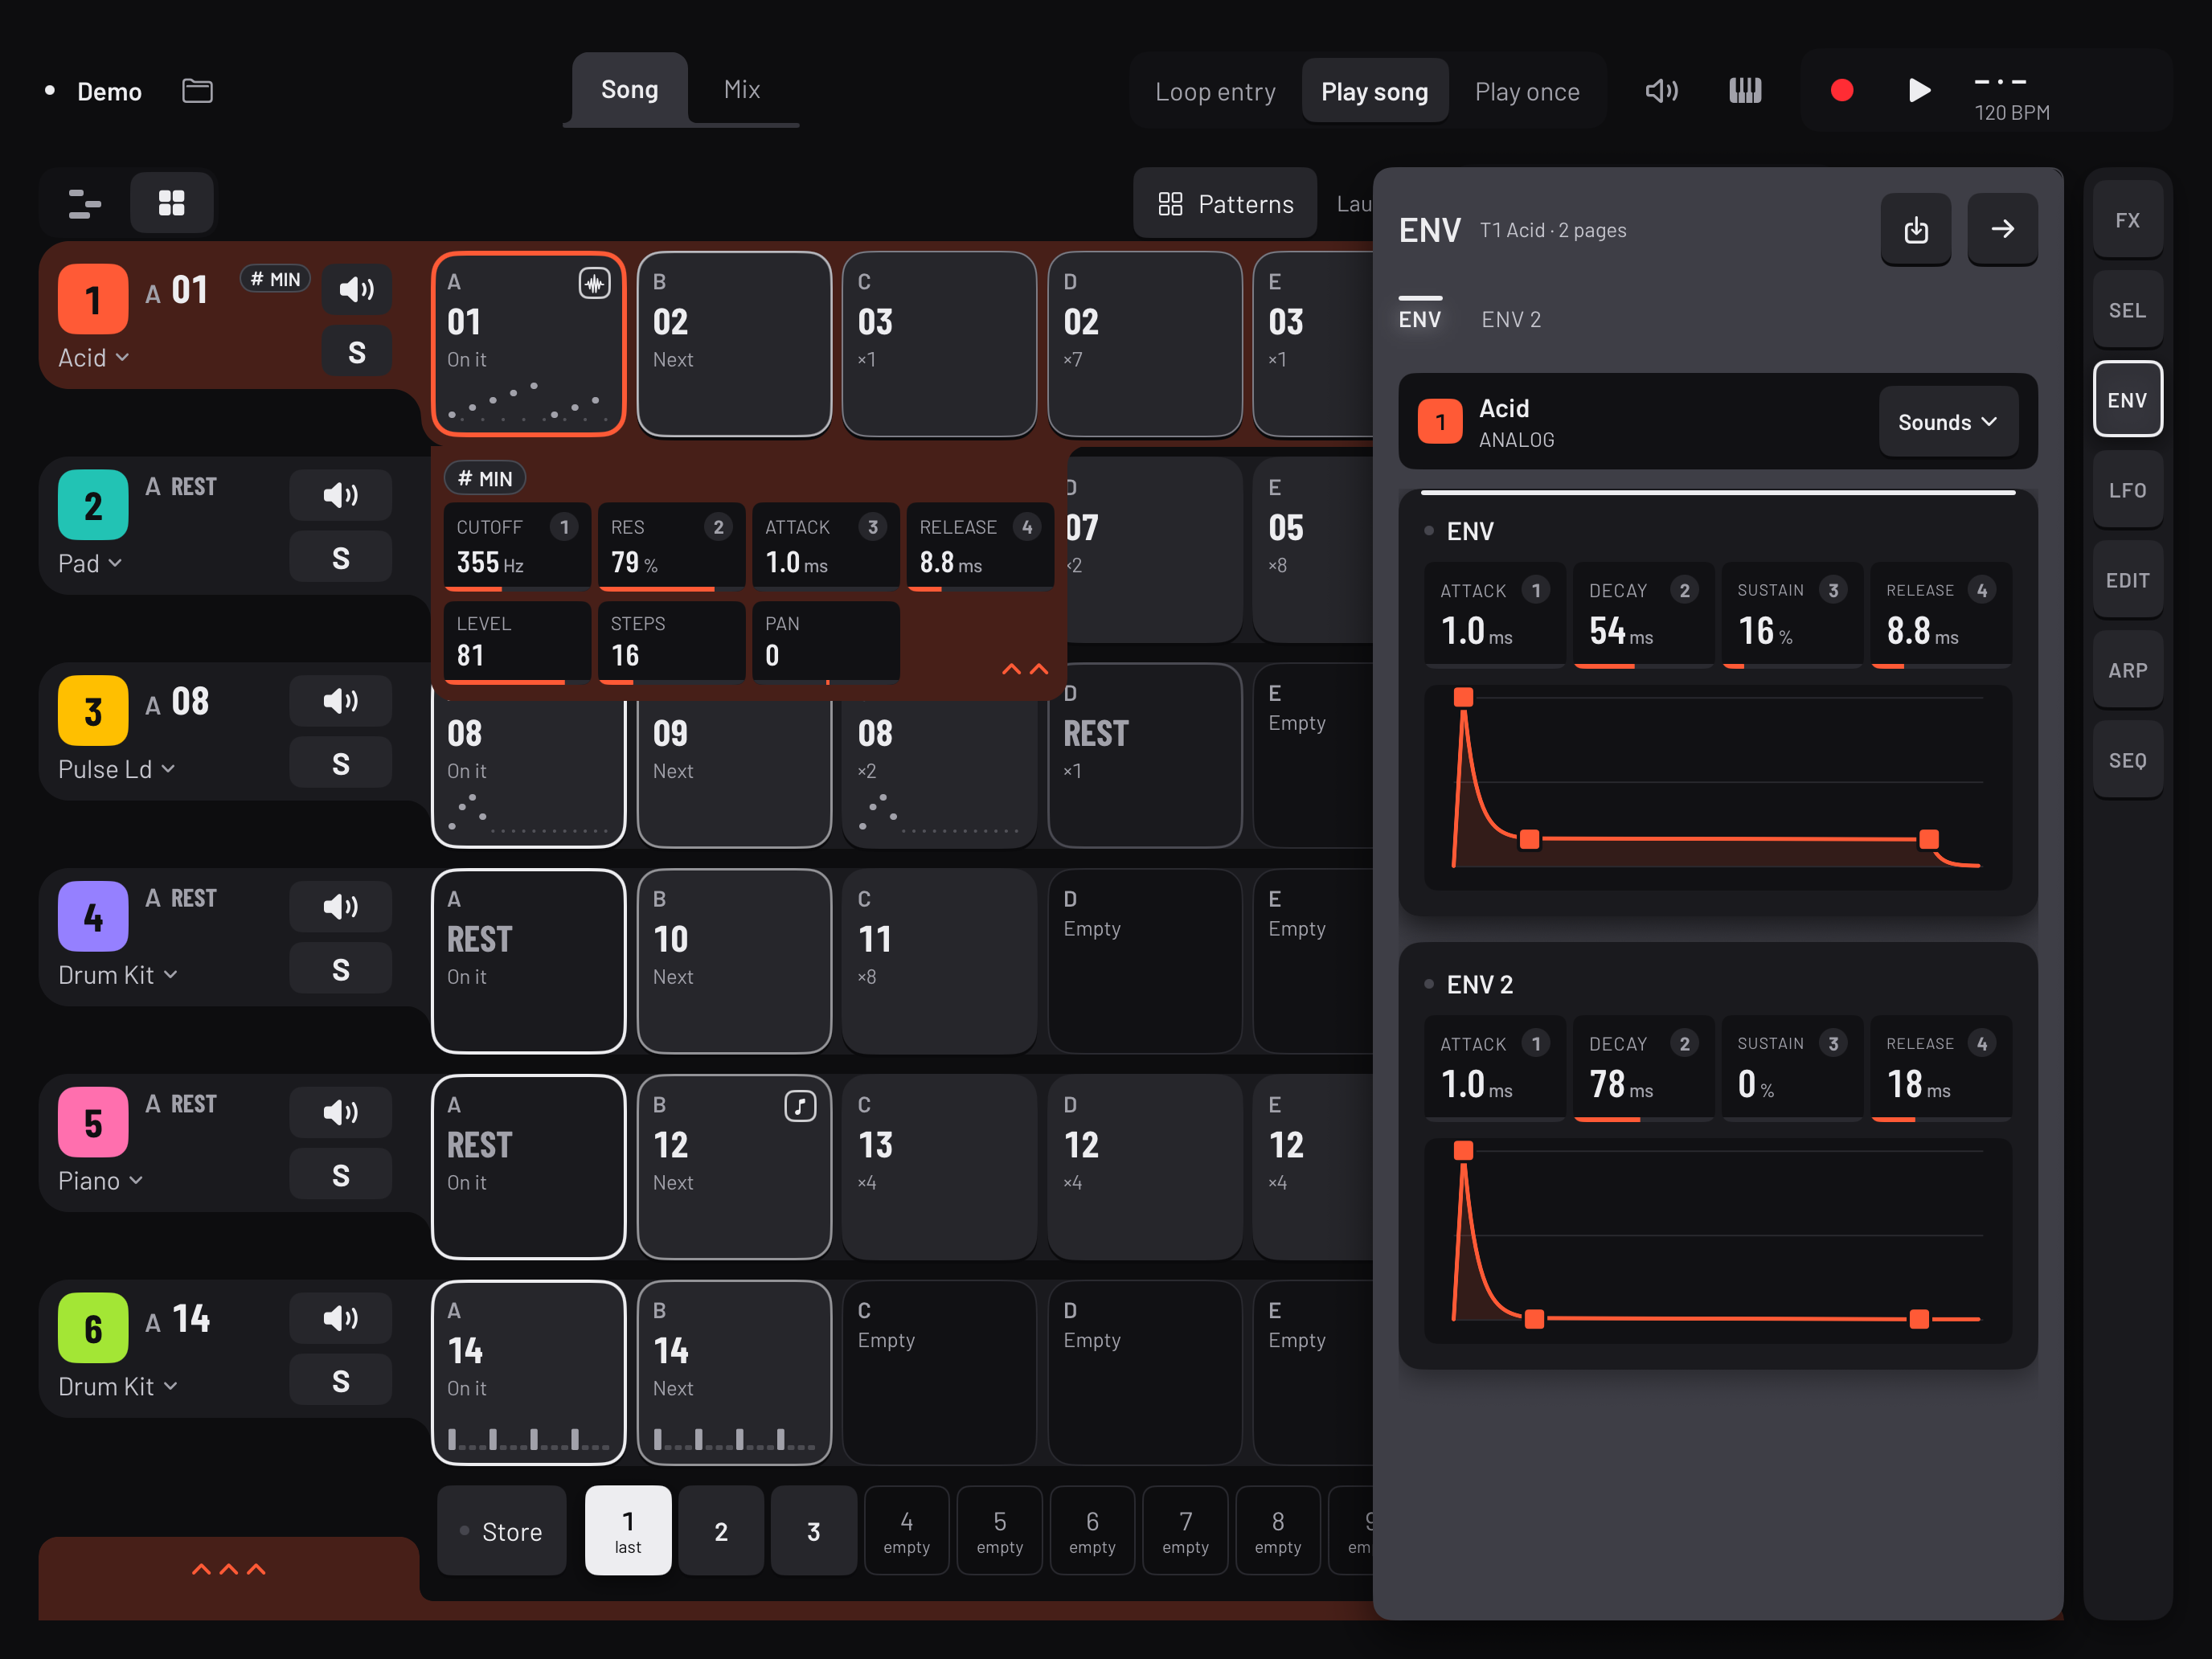 Demo
Song
Mix
Loop entry
Play song
Play once
120 BPM
Patterns
1
A 01
# MIN
Acid
S
A
01
On it
B
02
Next
C
03
×1
D
02
×7
E
03
×1
2
A REST
Pad
S
# MIN
CUTOFF 1
355 Hz
RES 2
79 %
ATTACK 3
1.0 ms
RELEASE 4
8.8 ms
LEVEL
81
STEPS
16
PAN
0
D
07
×2
E
05
×8
3
A 08
Pulse Ld
S
08
On it
09
Next
08
×2
D
REST
×1
E
Empty
4
A REST
Drum Kit
S
A
REST
On it
B
10
Next
C
11
×8
D
Empty
E
Empty
5
A REST
Piano
S
A
REST
On it
B
12
Next
C
13
×4
D
12
×4
E
12
×4
6
A 14
Drum Kit
S
A
14
On it
B
14
Next
C
Empty
D
Empty
E
Empty
Store
1
last
2
3
4
empty
5
empty
6
empty
7
empty
8
empty
ENV T1 Acid · 2 pages
ENV
ENV 2
1
Acid
ANALOG
Sounds
ENV
ATTACK 1
1.0 ms
DECAY 2
54 ms
SUSTAIN 3
16 %
RELEASE 4
8.8 ms
ENV 2
ATTACK 1
1.0 ms
DECAY 2
78 ms
SUSTAIN 3
0 %
RELEASE 4
18 ms
FX
SEL
ENV
LFO
EDIT
ARP
SEQ